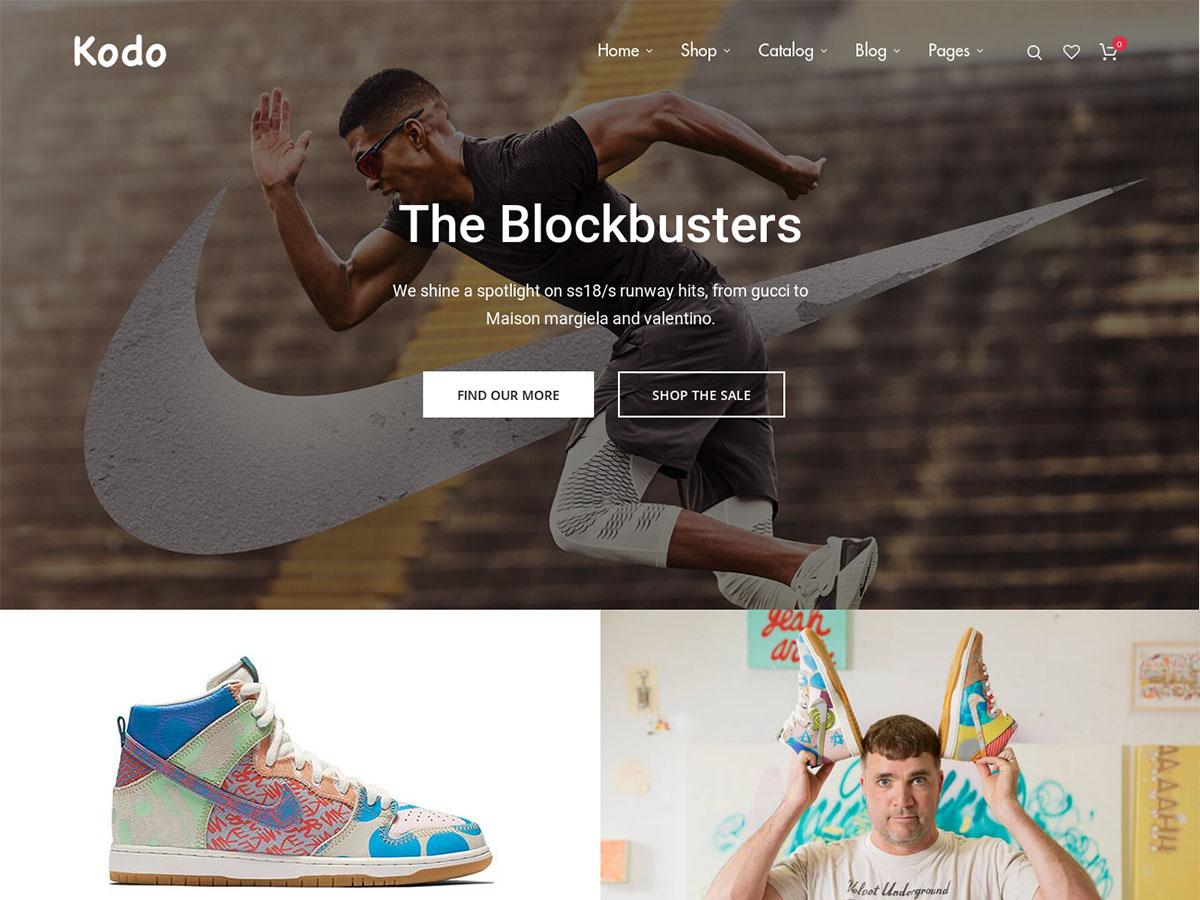 Kodo
Home
Shop
Catalog
Blog
Pages
0
The Blockbusters
We shine a spotlight on ss18/s runway hits, from gucci to
Maison margiela and valentino.
FIND OUR MORE
SHOP THE SALE
yeah
Velvet Underground